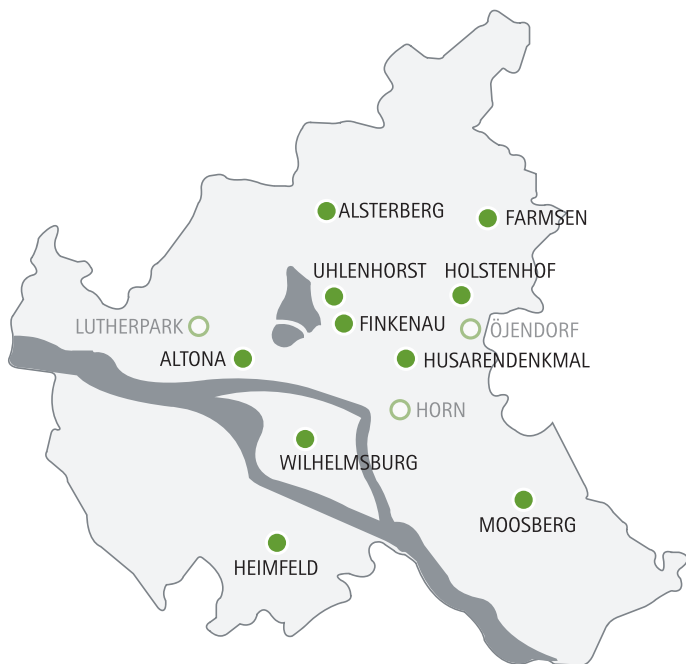 ALSTERBERG
FARMSEN
UHLENHORST
HOLSTENHOF
LUTHERPARK
FINKENAU
ÖJENDORF
ALTONA
HUSARENDENKMAL
HORN
WILHELMSBURG
MOOSBERG
HEIMFELD